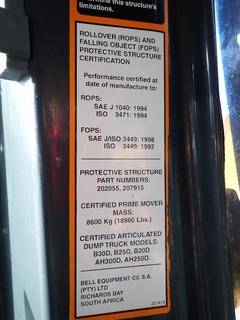 ermine this structure's
limitations.
ROLLOVER (ROPS) AND
FALLING OBJECT (FOPS)
PROTECTIVE STRUCTURE
CERTIFICATION
Performance certified at
date of manufacture to:
ROPS:
SAE J 1040: 1994
ISO 3471: 1994
FOPS:
SAE J/ISO 3449: 1998
ISO 3449: 1992
PROTECTIVE STRUCTURE
PART NUMBERS:
202055, 207915
CERTIFIED PRIME MOVER
MASS:
8600 Kg (18960 Lbs.)
CERTIFIED ARTICULATED
DUMP TRUCK MODELS:
B30D, B25D, B20D
AH300D, AH250D.
BELL EQUIPMENT CO. S.A.
(PTY) LTD
RICHARDS BAY
SOUTH AFRICA
207414